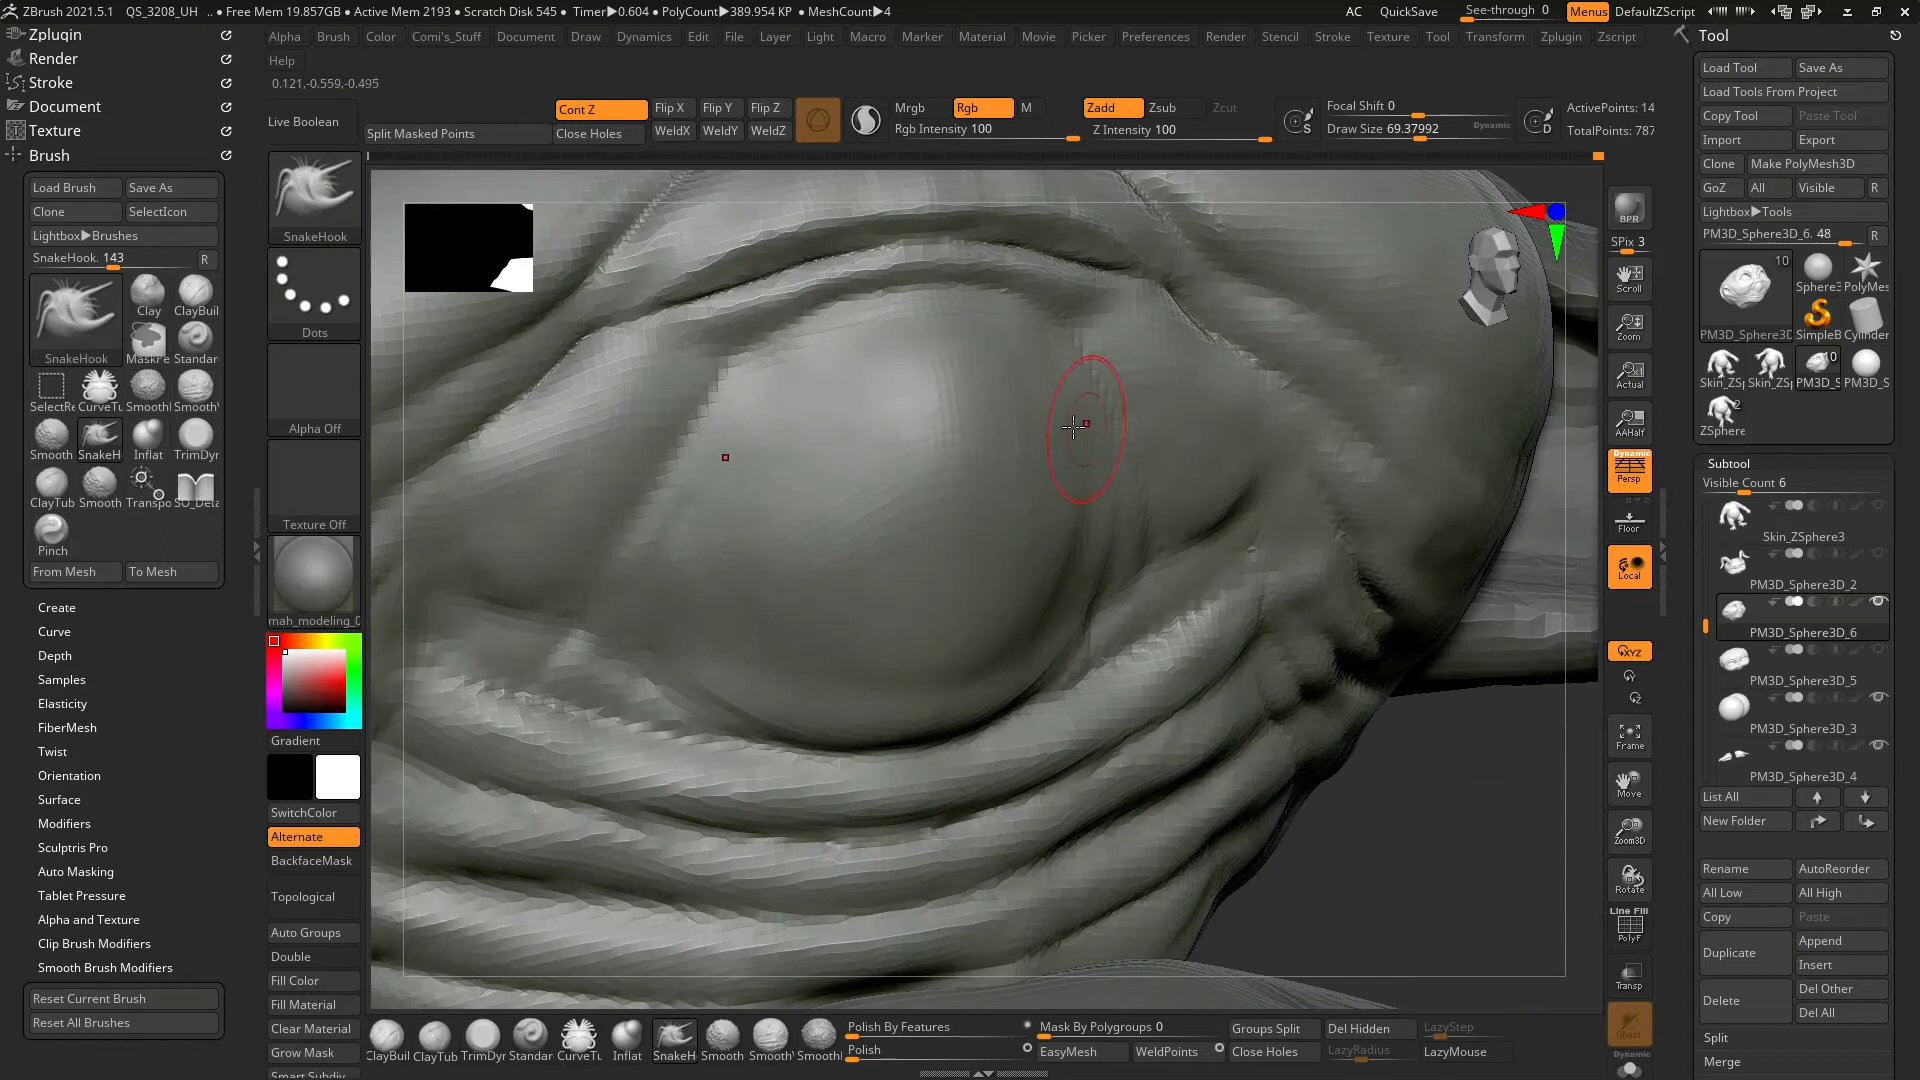 ZBrush 2021.5.1 QS_3208_UH .. • Free Mem 19.857GB • Active Mem 2193 • Scratch Disk 545 • Timer▶0.604 • PolyCount▶389.954 KP • MeshCount▶4 AC QuickSave See-through 0 Menus DefaultZScript
Zplugin
Render
Stroke
Document
Texture
Brush
Load Brush Save As
Clone SelectIcon
Lightbox▶Brushes
SnakeHook. 143 R
SnakeHook
Clay ClayBuil
MaskPe Standar
SelectRe CurveTu Smooth SmoothV
Smooth SnakeH Inflat TrimDyr
ClayTub Smooth Transpo
Pinch
From Mesh To Mesh
Create
Curve
Depth
Samples
Elasticity
FiberMesh
Twist
Orientation
Surface
Modifiers
Sculptris Pro
Auto Masking
Tablet Pressure
Alpha and Texture
Clip Brush Modifiers
Smooth Brush Modifiers
Reset Current Brush
Reset All Brushes
Alpha Brush Color Comi's_Stuff Document Draw Dynamics Edit File Layer Light Macro Marker Material Movie Picker Preferences Render Stencil Stroke Texture Tool Transform Zplugin Zscript
Help
0.121,-0.559,-0.495
Live Boolean
Split Masked Points
Cont Z
Close Holes
Flip X Flip Y Flip Z
WeldX WeldY WeldZ
Mrgb Rgb M
Rgb Intensity 100
Zadd Zsub Zcut
Z Intensity 100
S
Focal Shift 0
Draw Size 69.37992 Dynamic
D
ActivePoints: 14
TotalPoints: 787
SnakeHook
Dots
Alpha Off
Texture Off
mah_modeling_0
Gradient
SwitchColor
Alternate
BackfaceMask
Topological
Auto Groups
Double
Fill Color
Fill Material
Clear Material
Grow Mask
Smart Subdiv
BPR
SPix 3
Scroll
Zoom
Actual
AAHalf
Dynamic
Persp
Floor
Local
XYZ
Frame
Move
Zoom3D
Rotate
Line Fill
PolyF
Transp
Ghost
Dynamic
ClayBuil ClayTub TrimDyr Standar CurveTu Inflat SnakeH Smooth SmoothV Smooth
Polish By Features
Polish
Mask By Polygroups 0
EasyMesh WeldPoints
Groups Split Del Hidden LazyStep
Close Holes LazyRadius LazyMouse
Tool
Load Tool Save As
Load Tools From Project
Copy Tool Paste Tool
Import Export
Clone Make PolyMesh3D
GoZ All Visible R
Lightbox▶Tools
PM3D_Sphere3D_6. 48 R
10
PM3D_Sphere3D
Sphere3 PolyMes
SimpleB Cylinder
10
Skin_ZSp Skin_ZSp PM3D_S PM3D_S
2
ZSphere
Subtool
Visible Count 6
Skin_ZSphere3
PM3D_Sphere3D_2
PM3D_Sphere3D_6
PM3D_Sphere3D_5
PM3D_Sphere3D_3
PM3D_Sphere3D_4
List All
New Folder
Rename AutoReorder
All Low All High
Copy Paste
Duplicate Append
Insert
Delete Del Other
Del All
Split
Merge